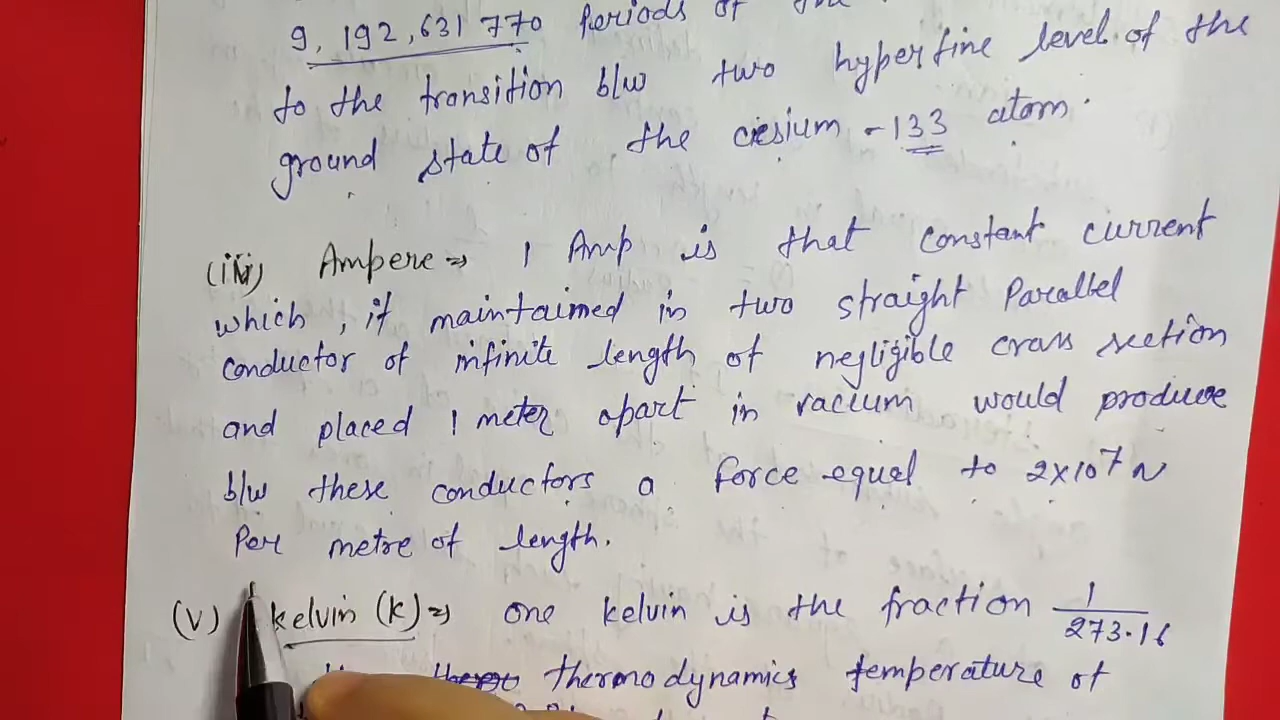 9, 192, 631 770 Periods of the
to the transition b/w two hyperfine level of the
ground state of the cesium - 133 atom.
(iv) Ampere ⇒ 1 Amp is that constant current
which, if maintained in two straight Parallel
conductor of infinite length of negligible cross section
and placed 1 meter apart in vacuum would produce
b/w these conductors a force equal to 2×10⁷ N
Per metre of length.
(v) kelvin (K) ⇒ one kelvin is the fraction 1/273.16
thermodynamics temperature of